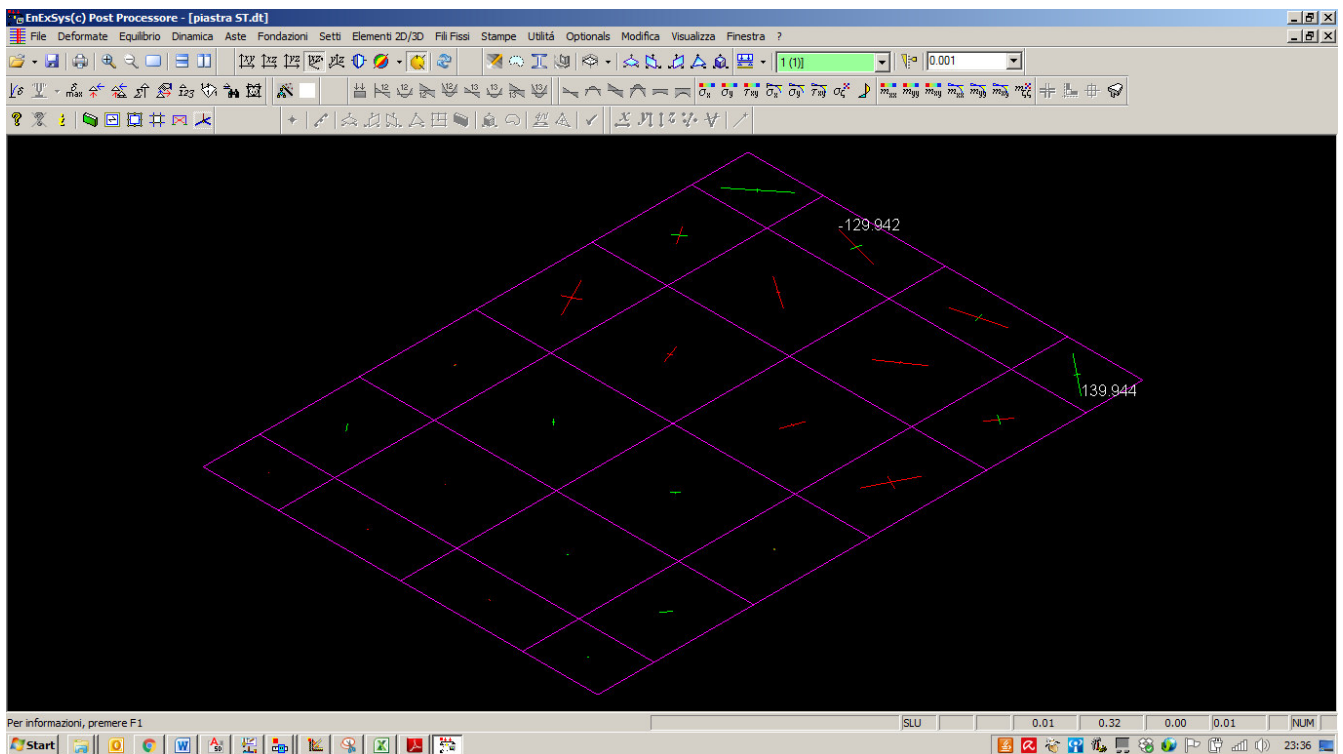 EnExSys(c) Post Processore - [piastra ST.dt]
File Deformate Equilibrio Dinamica Aste Fondazioni Setti Elementi 2D/3D Fili Fissi Stampe Utilitá Optionals Modifica Visualizza Finestra ?
1 (1)] 0.001
-129.942
139.944
Per informazioni, premere F1 SLU 0.01 0.32 0.00 0.01 NUM
Start 23:36